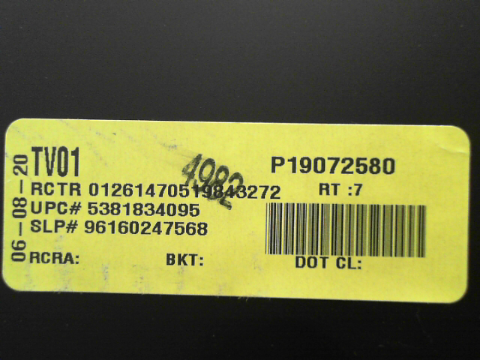 06-08-20
TV01
4982
P19072580
RCTR 01261470519843272
RT :7
UPC# 5381834095
SLP# 96160247568
RCRA:
BKT:
DOT CL: